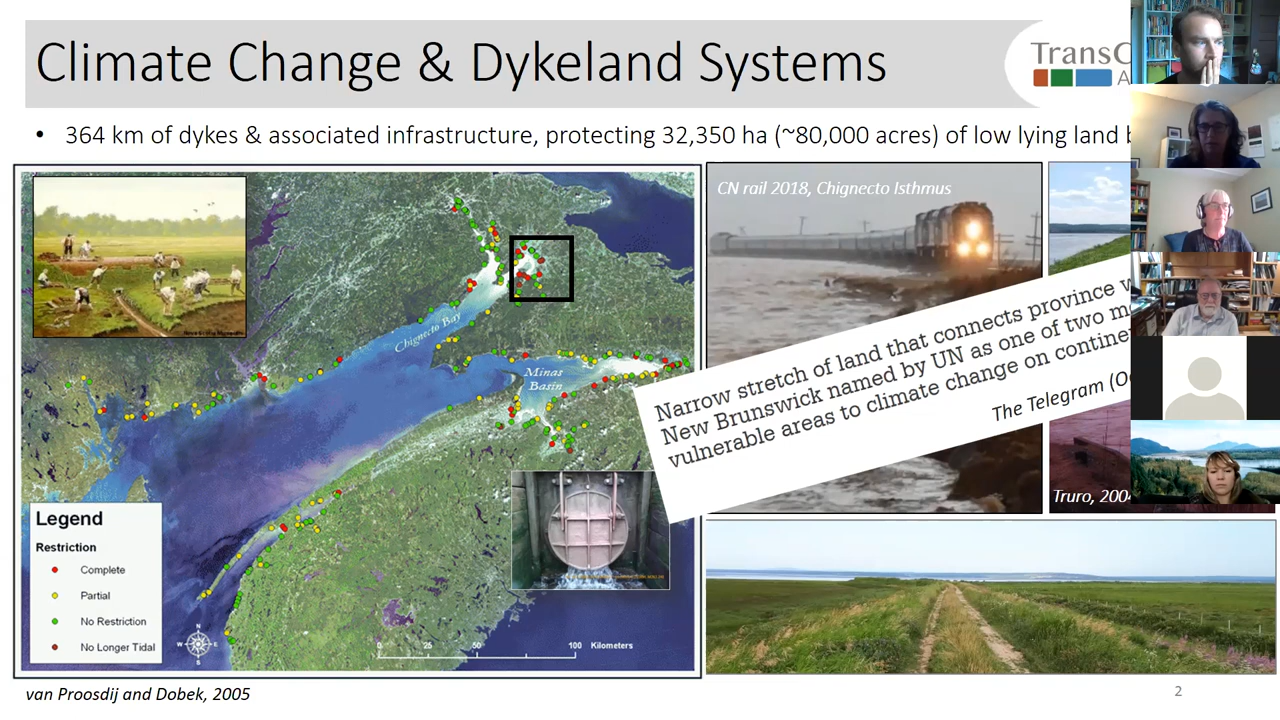 Climate Change & Dykeland Systems
TransC
A
• 364 km of dykes & associated infrastructure, protecting 32,350 ha (~80,000 acres) of low lying land b
CN rail 2018, Chignecto Isthmus
Chignecto Bay
Minas
Basin
Narrow stretch of land that connects province w
New Brunswick named by UN as one of two m
vulnerable areas to climate change on contine
The Telegram (Oc
Truro, 2004
Legend
Restriction
Complete
Partial
No Restriction
No Longer Tidal
N
W E
S
0 25 50 100 Kilometers
van Proosdij and Dobek, 2005
2